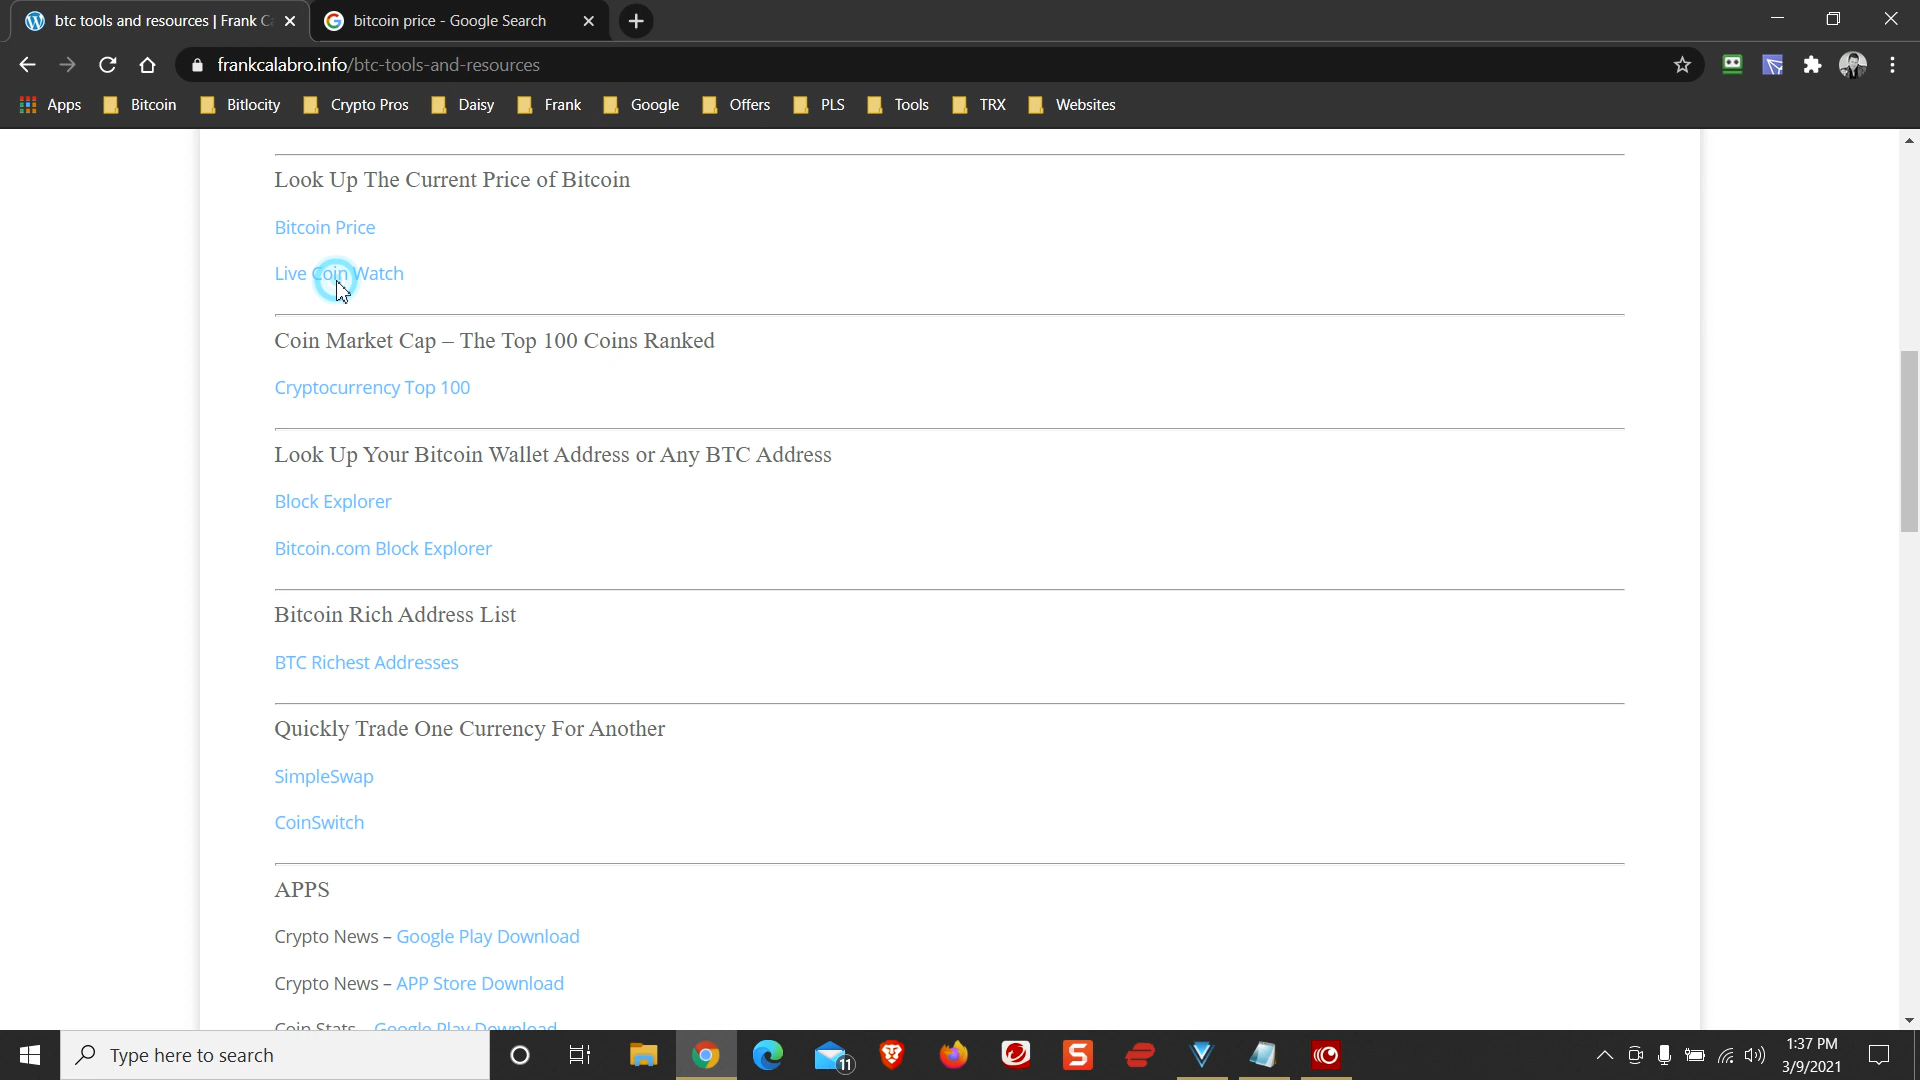 btc tools and resources | Frank C
bitcoin price - Google Search
frankcalabro.info/btc-tools-and-resources
Apps
Bitcoin
Bitlocity
Crypto Pros
Daisy
Frank
Google
Offers
PLS
Tools
TRX
Websites
Look Up The Current Price of Bitcoin
Bitcoin Price
Live Coin Watch
Coin Market Cap – The Top 100 Coins Ranked
Cryptocurrency Top 100
Look Up Your Bitcoin Wallet Address or Any BTC Address
Block Explorer
Bitcoin.com Block Explorer
Bitcoin Rich Address List
BTC Richest Addresses
Quickly Trade One Currency For Another
SimpleSwap
CoinSwitch
APPS
Crypto News – Google Play Download
Crypto News – APP Store Download
Coin Stats – Google Play Download
Type here to search
11
1:37 PM
3/9/2021